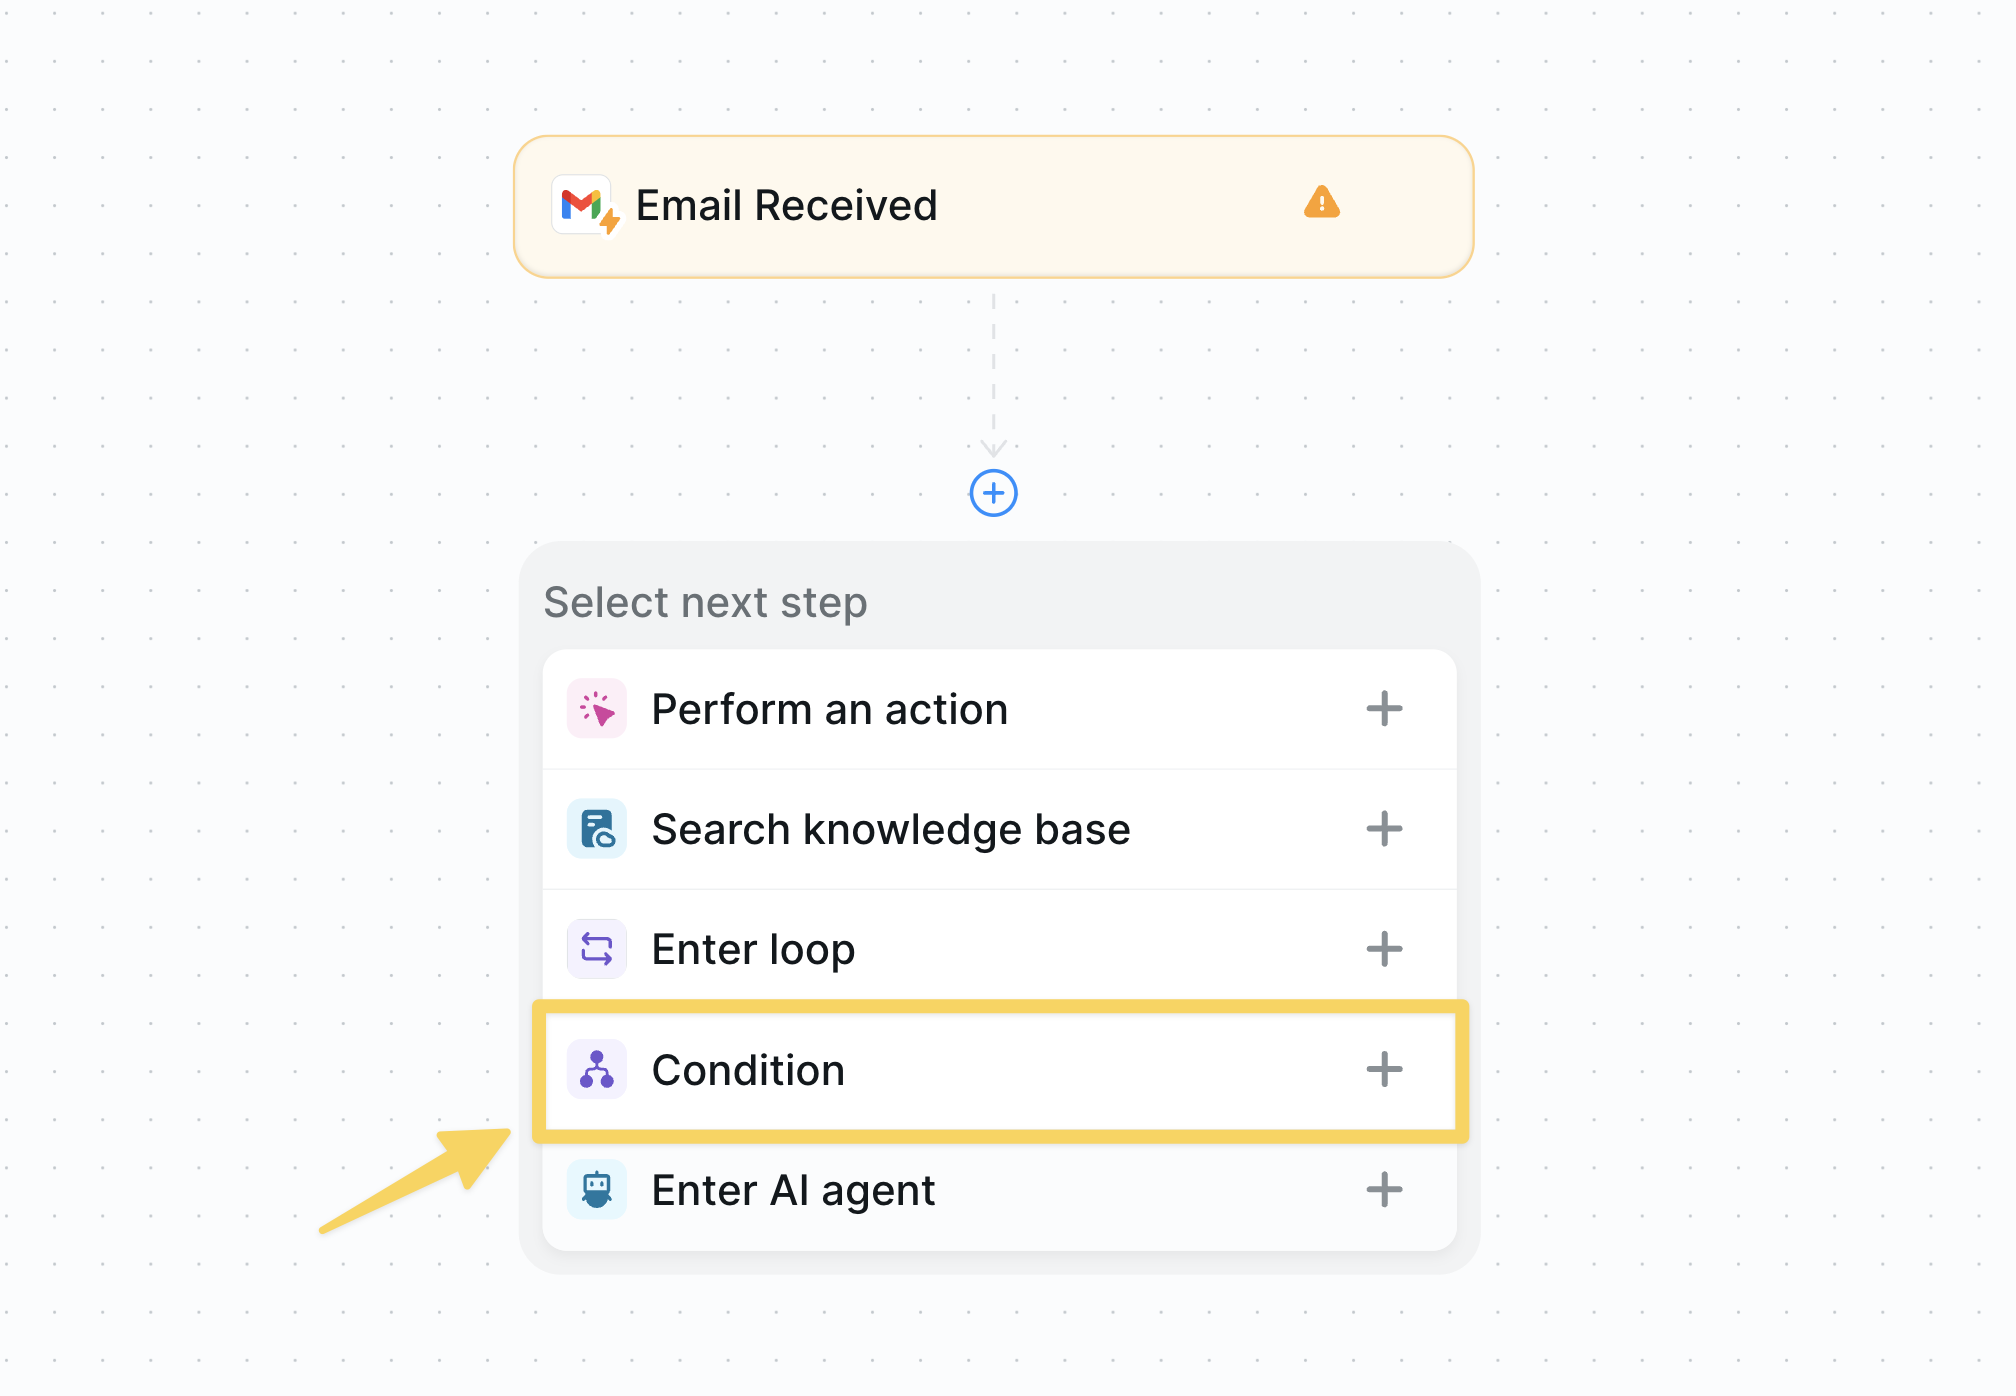 Email Received
Select next step
Perform an action
Search knowledge base
Enter loop
Condition
Enter AI agent